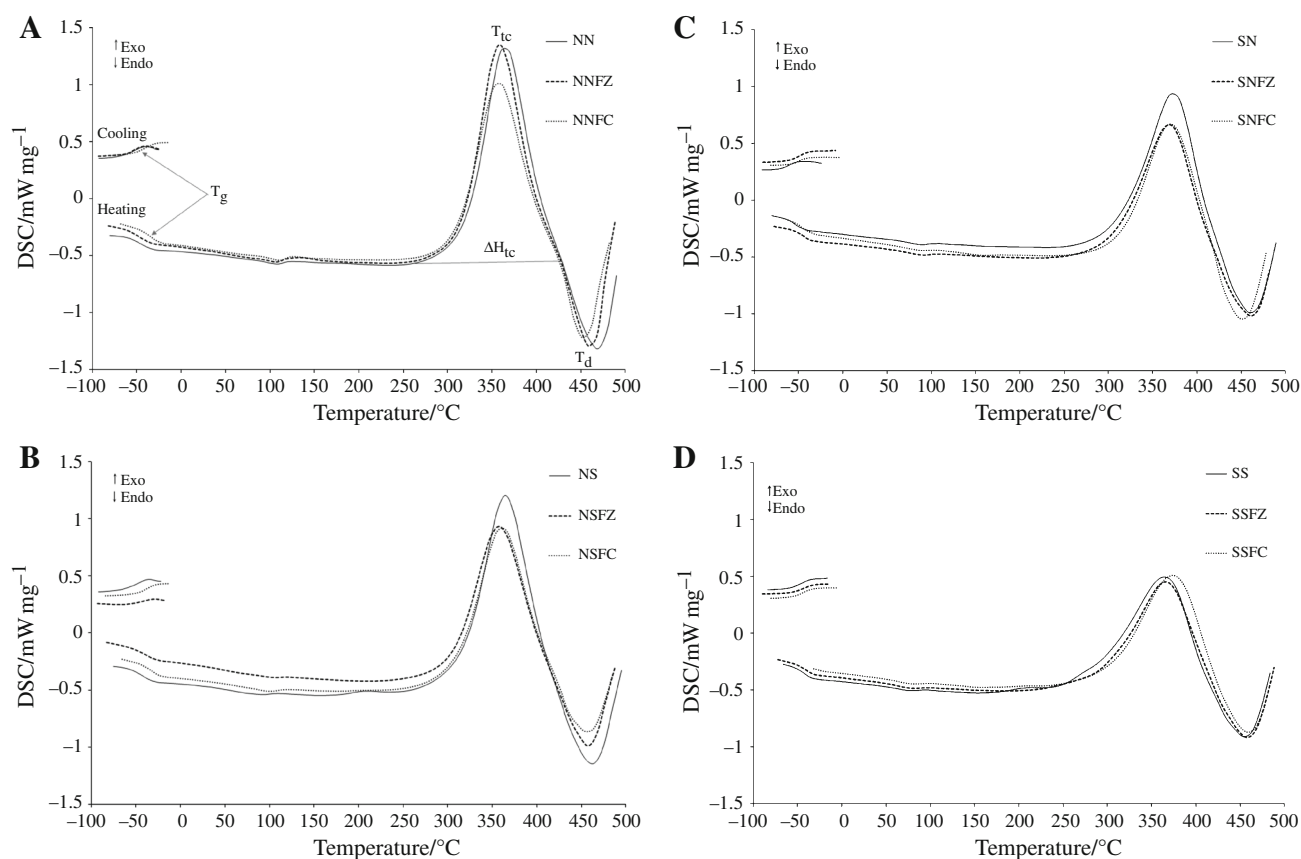 A
↑ Exo
↓ Endo
T_tc
NN
NNFZ
NNFC
Cooling
T_g
Heating
ΔH_tc
T_d
1.5
1
0.5
0
−0.5
−1
−1.5
DSC/mW mg⁻¹
−100 −50 0 50 100 150 200 250 300 350 400 450 500
Temperature/°C
C
↑ Exo
↓ Endo
SN
SNFZ
SNFC
1.5
1
0.5
0
−0.5
−1
−1.5
DSC/mW mg⁻¹
−100 −50 0 50 100 150 200 250 300 350 400 450 500
Temperature/°C
B
↑ Exo
↓ Endo
NS
NSFZ
NSFC
1.5
1
0.5
0
−0.5
−1
−1.5
DSC/mW mg⁻¹
−100 −50 0 50 100 150 200 250 300 350 400 450 500
Temperature/°C
D
↑Exo
↓Endo
SS
SSFZ
SSFC
1.5
1
0.5
0
−0.5
−1
−1.5
DSC/mW mg⁻¹
−100 −50 0 50 100 150 200 250 300 350 400 450 500
Temperature/°C